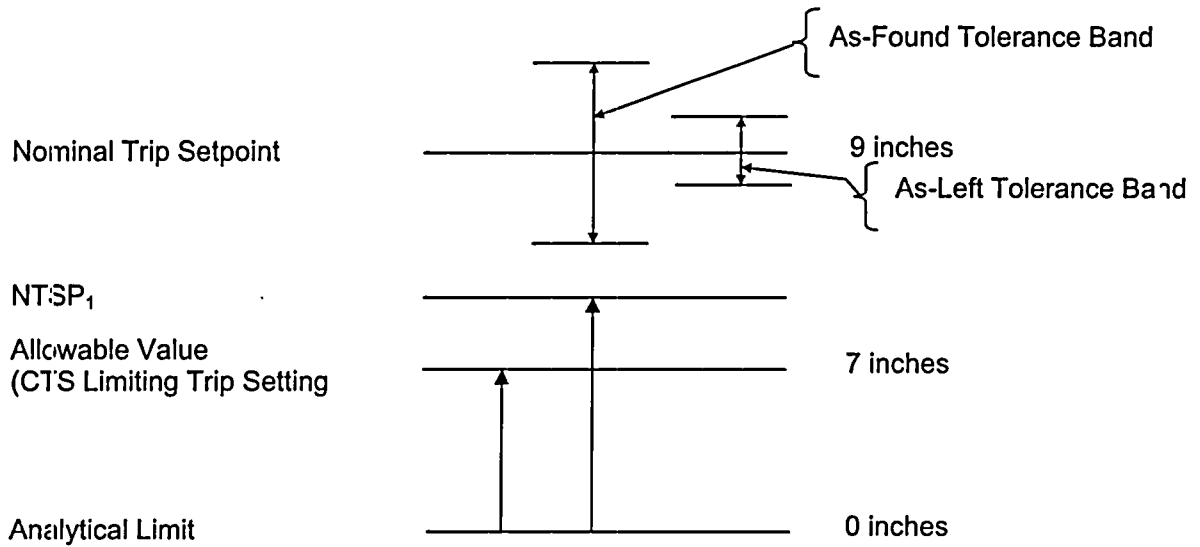 As-Found Tolerance Band
Nominal Trip Setpoint
9 inches
As-Left Tolerance Band
NTSP₁
Allowable Value
(CTS Limiting Trip Setting
7 inches
Analytical Limit
0 inches